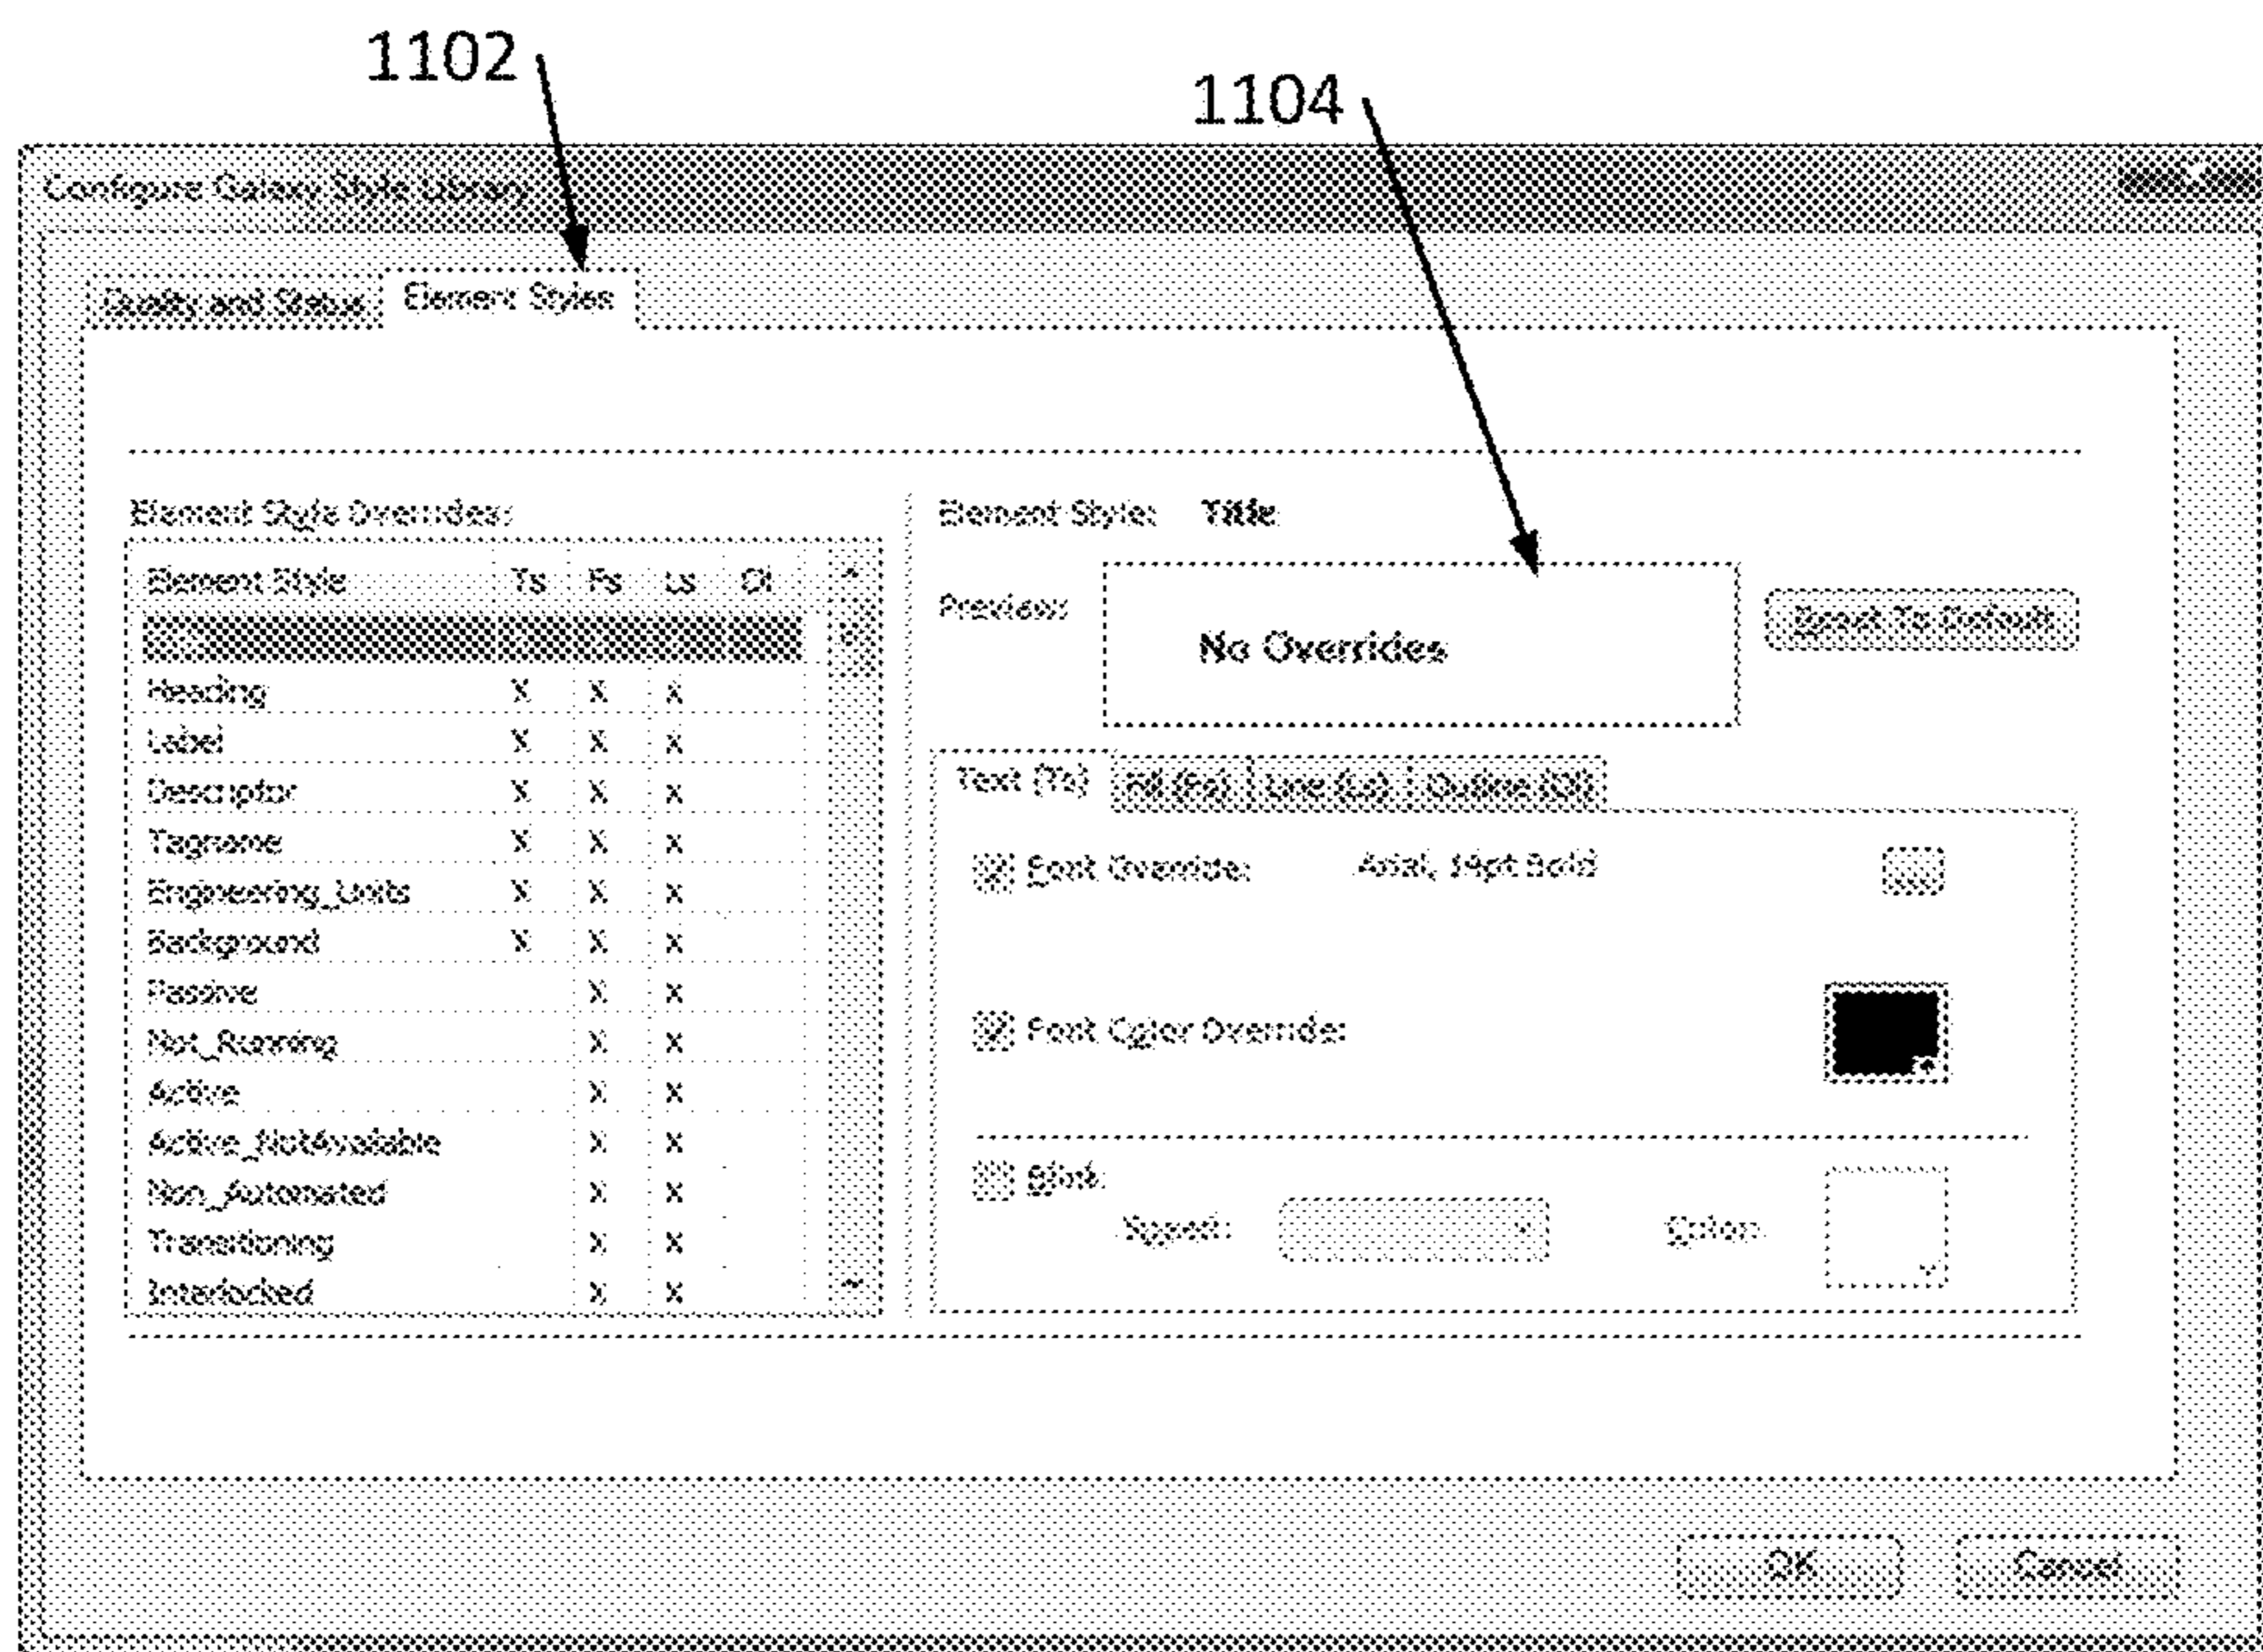 1102
1104
Configure Galaxy Style Library
Quality and Status Element Styles
Element Style Overrides:
Element Style Ts Fs Ls Ol
Heading X X X
Label X X X
Descriptor X X X
Tagname X X X
Engineering_Units X X X
Background X X X
Passive X X
Not_Running X X
Active X X
Active_NotAvailable X X
Non_Automated X X
Transitioning X X
Interlocked X X
Element Style: Title
Preview: No Overrides Reset To Default
Text (Ts) Fill (Fs) Line (Ls) Outline (Ol)
Font Override: Arial, 14pt Bold ...
Font Color Override:
Blink
Speed: Color:
OK Cancel